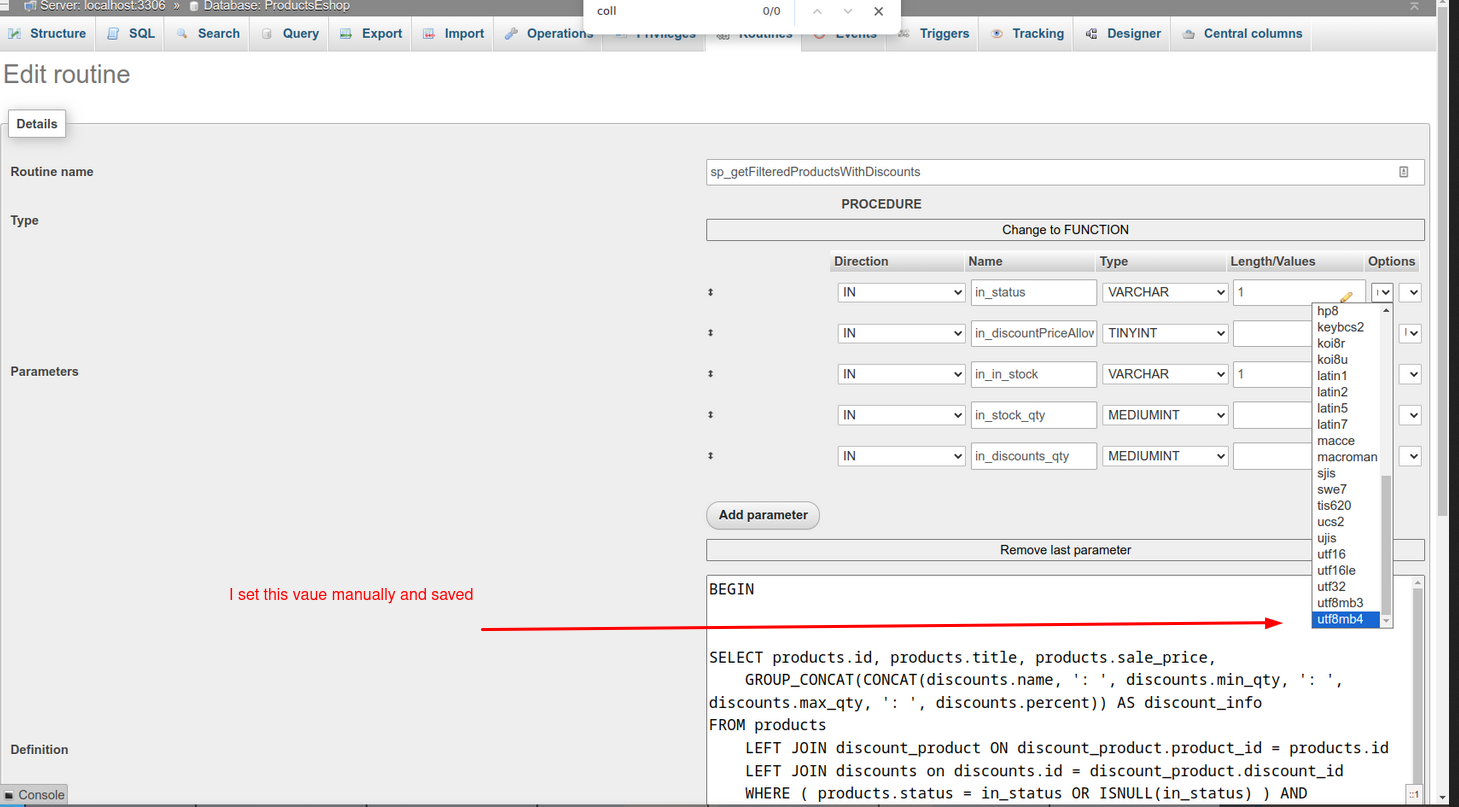 Server: localhost:3306 » Database: ProductsEshop
coll 0/0
Structure SQL Search Query Export Import Operations Privileges Routines Events Triggers Tracking Designer Central columns
Edit routine
Details
Routine name sp_getFilteredProductsWithDiscounts
Type PROCEDURE
Change to FUNCTION
Parameters
Direction Name Type Length/Values Options
IN in_status VARCHAR 1
IN in_discountPriceAllow TINYINT
IN in_in_stock VARCHAR 1
IN in_stock_qty MEDIUMINT
IN in_discounts_qty MEDIUMINT
hp8
keybcs2
koi8r
koi8u
latin1
latin2
latin5
latin7
macce
macroman
sjis
swe7
tis620
ucs2
ujis
utf16
utf16le
utf32
utf8mb3
utf8mb4
Add parameter
Remove last parameter
I set this vaue manually and saved
Definition
BEGIN
SELECT products.id, products.title, products.sale_price,
GROUP_CONCAT(CONCAT(discounts.name, ': ', discounts.min_qty, ': ',
discounts.max_qty, ': ', discounts.percent)) AS discount_info
FROM products
LEFT JOIN discount_product ON discount_product.product_id = products.id
LEFT JOIN discounts on discounts.id = discount_product.discount_id
WHERE ( products.status = in_status OR ISNULL(in_status) ) AND
Console